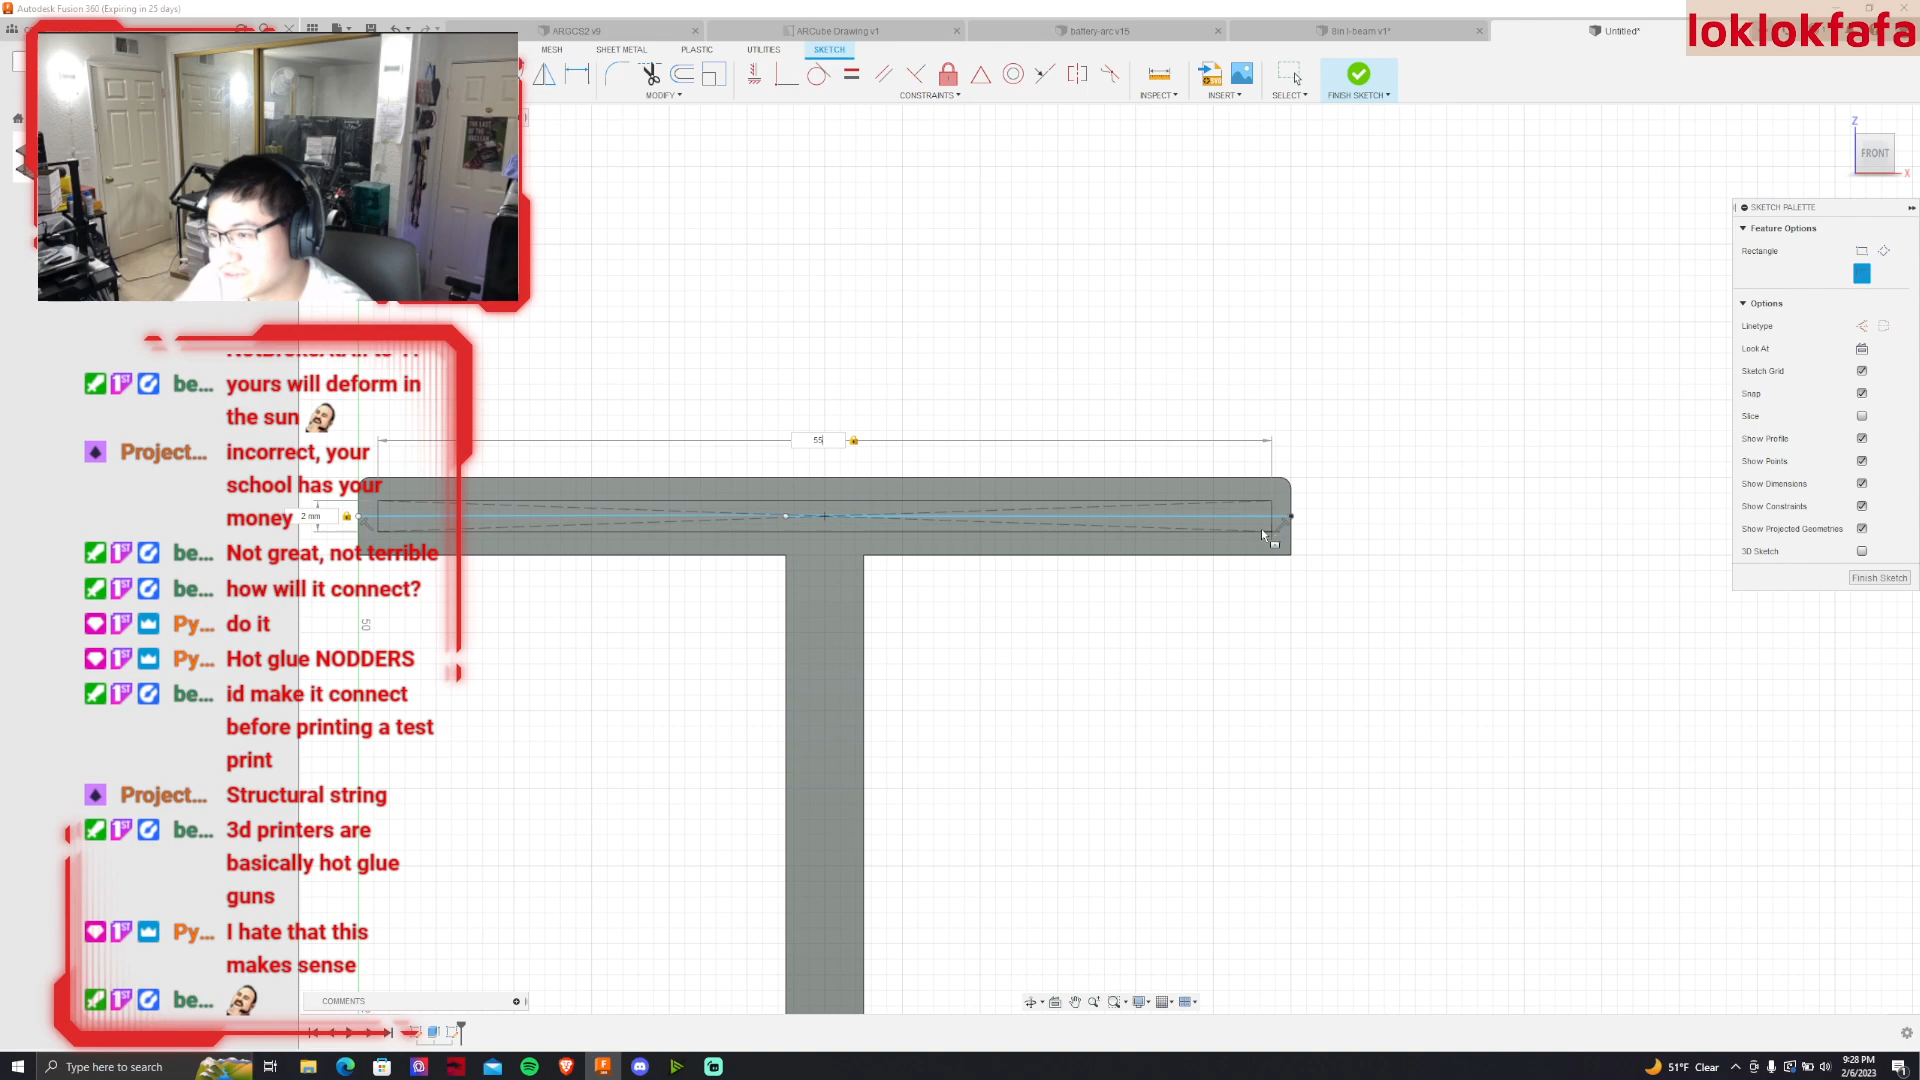 Autodesk Fusion 360 (Expiring in 25 days)
loklokfafa
ARGCS2 v9
ARCube Drawing v1
battery-arc v15
8in I-beam v1*
Untitled*
MESH
SHEET METAL
PLASTIC
UTILITIES
SKETCH
MODIFY
CONSTRAINTS
INSPECT
INSERT
SELECT
FINISH SKETCH
Z
FRONT
X
SKETCH PALETTE
Feature Options
Rectangle
Options
Linetype
Look At
Sketch Grid
Snap
Slice
Show Profile
Show Points
Show Dimensions
Show Constraints
Show Projected Geometries
3D Sketch
Finish Sketch
55
2 mm
50
be... yours will deform in
the sun
Project... incorrect, your
school has your
money
be... Not great, not terrible
be... how will it connect?
Py... do it
Py... Hot glue NODDERS
be... id make it connect
before printing a test
print
Project... Structural string
be... 3d printers are
basically hot glue
guns
Py... I hate that this
makes sense
be...
COMMENTS
Type here to search
51°F Clear
9:28 PM
2/6/2023